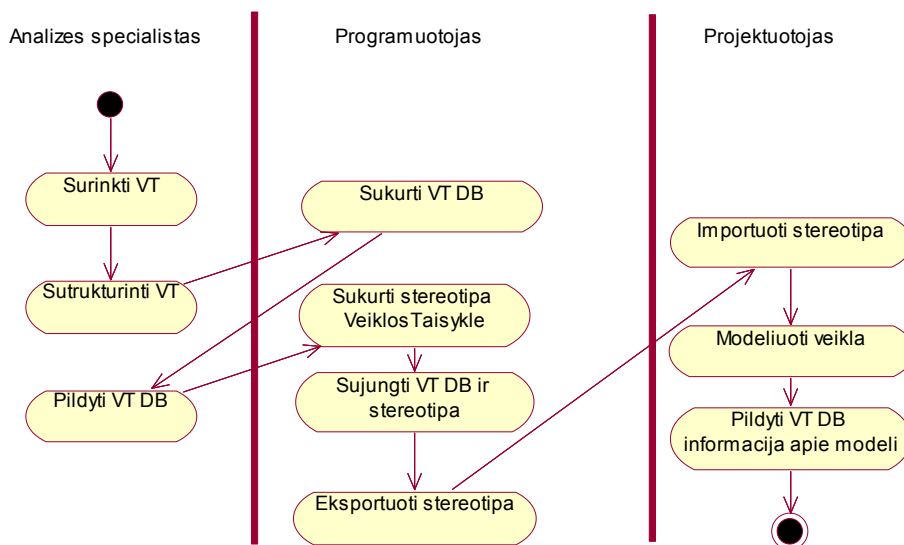 Analizes specialistas
Programuotojas
Projektuotojas
Surinkti VT
Sutrukturinti VT
Pildyti VT DB
Sukurti VT DB
Sukurti stereotipa
VeiklosTaisykle
Sujungti VT DB ir
stereotipa
Eksportuoti stereotipa
Importuoti stereotipa
Modeliuoti veikla
Pildyti VT DB
informacija apie modeli